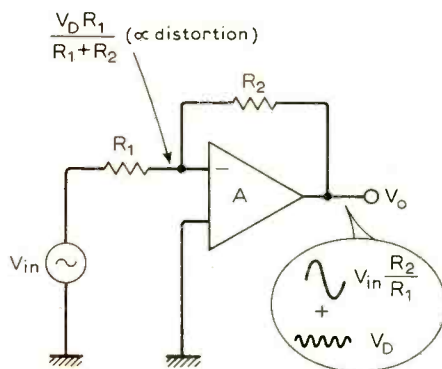 V_D R_1
R_1 + R_2
(∝ distortion)
R_2
R_1
−
A
+
V_o
V_in
V_in R_2
R_1
+
V_D